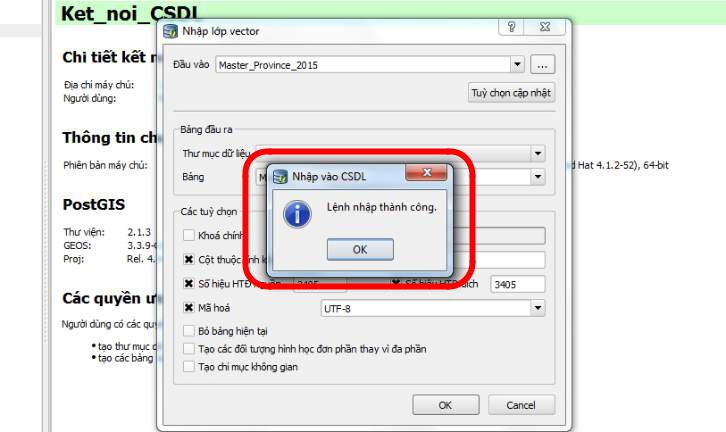 Ket_noi_CSDL
Nhập lớp vector
Chi tiết kết n
Đầu vào Master_Province_2015 ...
Địa chỉ máy chủ:
Người dùng:
Tuỳ chọn cập nhật
Thông tin ch
Bảng đầu ra
Thư mục dữ liệu
Phiên bản máy chủ: d Hat 4.1.2-52), 64-bit
Bảng M
Nhập vào CSDL
Lệnh nhập thành công.
OK
PostGIS
Các tuỳ chọn
Thư viện: 2.1.3
Khoá chính
GEOS: 3.3.9-
Proj: Rel. 4.
Cột thuộc tính
Số hiệu HTĐ nguồn 3405 Số hiệu HTĐ đích 3405
Các quyền ư
Mã hoá UTF-8
Người dùng có các quy
Bỏ bảng hiện tại
tạo thư mục d
Tạo các đối tượng hình học đơn phần thay vì đa phần
tạo các bảng
Tạo chỉ mục không gian
OK Cancel